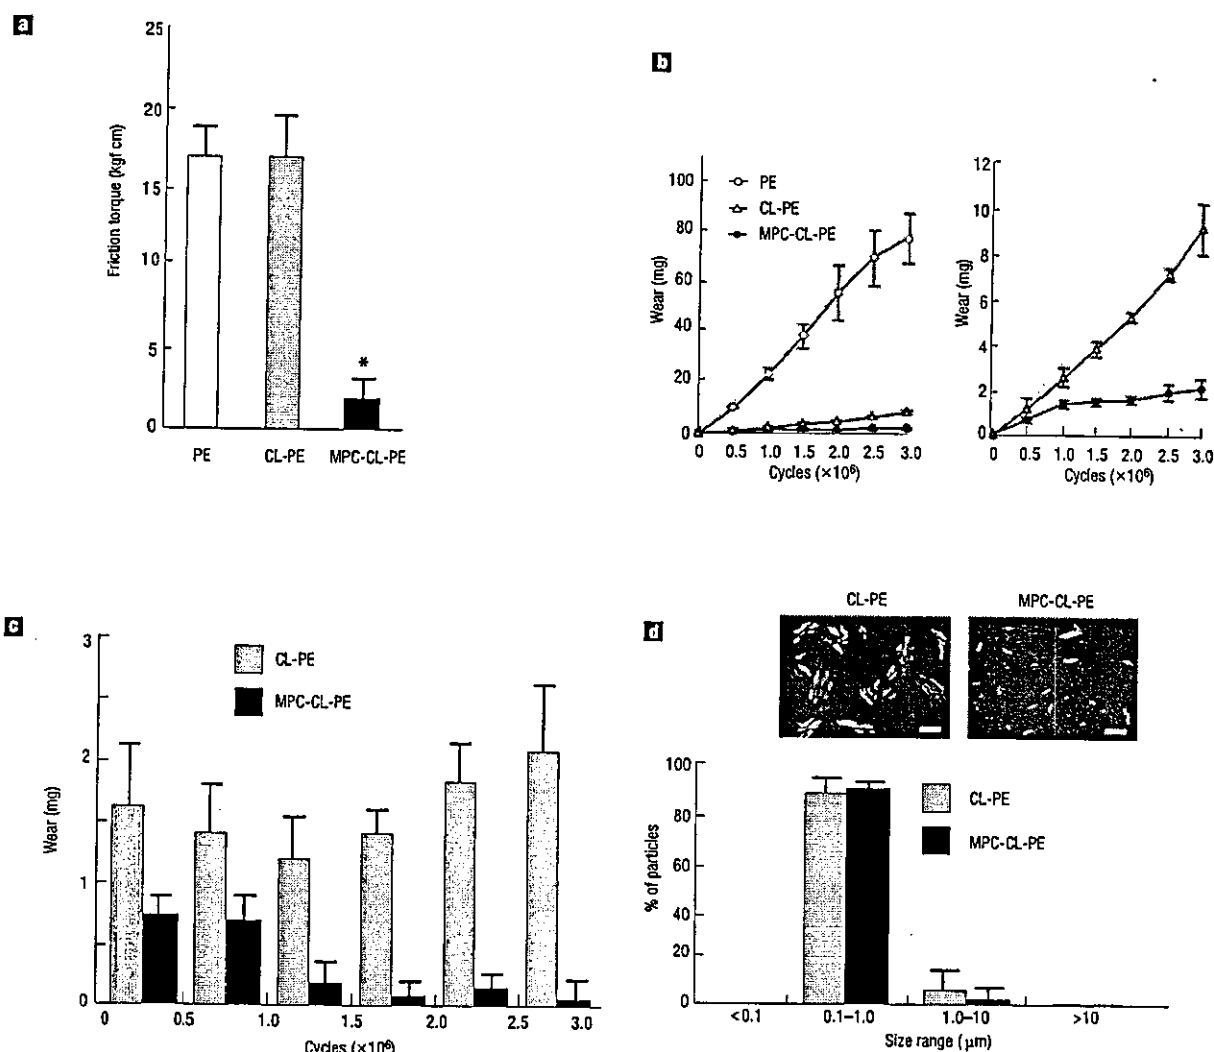 a
25
20
15
10
5
0
Friction torque (kgf cm)
*
PE
CL-PE
MPC-CL-PE
b
100
80
60
40
20
0
Wear (mg)
PE
CL-PE
MPC-CL-PE
0 0.5 1.0 1.5 2.0 2.5 3.0
Cycles (×10⁶)
12
10
8
6
4
2
0
Wear (mg)
0 0.5 1.0 1.5 2.0 2.5 3.0
Cycles (×10⁶)
c
3
2
1
0
Wear (mg)
CL-PE
MPC-CL-PE
0 0.5 1.0 1.5 2.0 2.5 3.0
Cycles (×10⁶)
d
CL-PE
MPC-CL-PE
100
80
60
40
20
0
% of particles
CL-PE
MPC-CL-PE
<0.1 0.1–1.0 1.0–10 >10
Size range (μm)